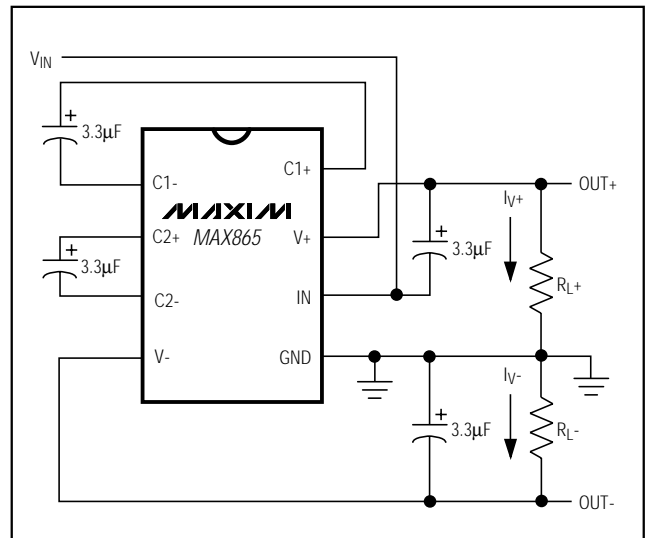 VIN
+
3.3μF
C1+
C1-
MAXIM
MAX865
C2+
+
3.3μF
C2-
V+
IN
V-
GND
+
3.3μF
IV+
OUT+
RL+
+
3.3μF
IV-
RL-
OUT-